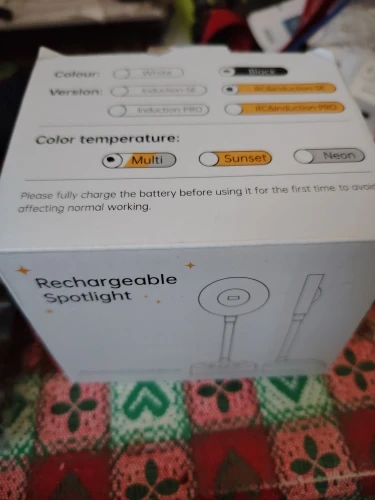 Colour: White Black
Version: Induction SE RC&Induction SE
Induction PRO RC&Induction PRO
Color temperature:
Multi Sunset Neon
Please fully charge the battery before using it for the first time to avoid
affecting normal working.
Rechargeable
Spotlight